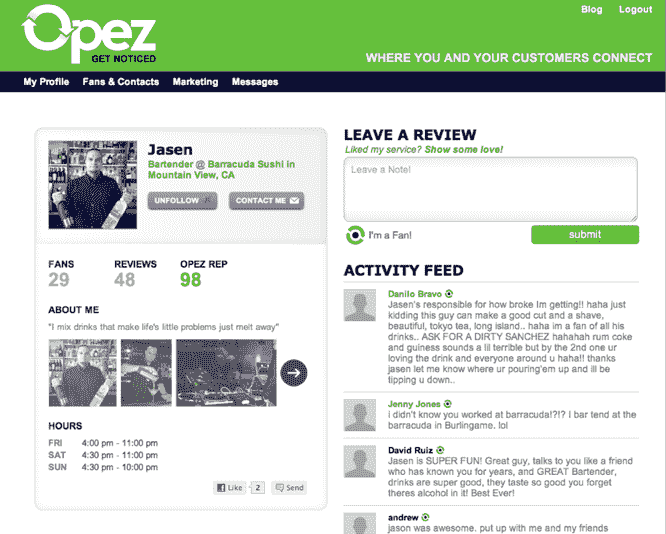 Blog Logout
Opez
GET NOTICED
WHERE YOU AND YOUR CUSTOMERS CONNECT
My Profile Fans & Contacts Marketing Messages
Jasen
Bartender @ Barracuda Sushi in
Mountain View, CA
UNFOLLOW
CONTACT ME
FANS REVIEWS OPEZ REP
29 48 98
ABOUT ME
"I mix drinks that make life's little problems just melt away"
HOURS
FRI 4:00 pm - 11:00 pm
SAT 4:30 pm - 11:00 pm
SUN 4:30 pm - 10:00 pm
Like 2 Send
LEAVE A REVIEW
Liked my service? Show some love!
Leave a Note!
I'm a Fan!
submit
ACTIVITY FEED
Danilo Bravo
Jasen's responsible for how broke Im getting!! haha just
kidding this guy can make a good cut and a shave,
beautiful, tokyo tea, long island.. haha im a fan of all his
drinks.. ASK FOR A DIRTY SANCHEZ hahahah rum coke
and guiness sounds a lil terrible but by the 2nd one ur
loving the drink and everyone around u haha!! thanks
jasen let me know where ur pouring'em up and ill be
tipping u down..
Jenny Jones
i didn't know you worked at barracuda!?!? I bar tend at the
barracuda in Burlingame. lol
David Ruiz
Jasen is SUPER FUN! Great guy, talks to you like a friend
who has known you for years, and GREAT Bartender,
drinks are super good, they taste so good you forget
theres alcohol in it! Best Ever!
andrew
jason was awesome. put up with me and my friends